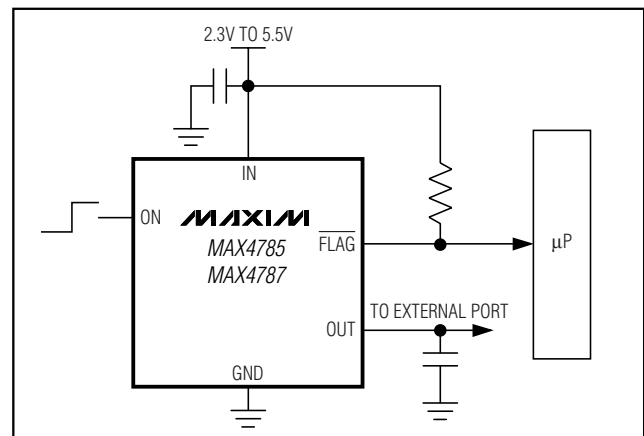 2.3V TO 5.5V
IN
ON
MAXIM
MAX4785
MAX4787
FLAG
μP
TO EXTERNAL PORT
OUT
GND